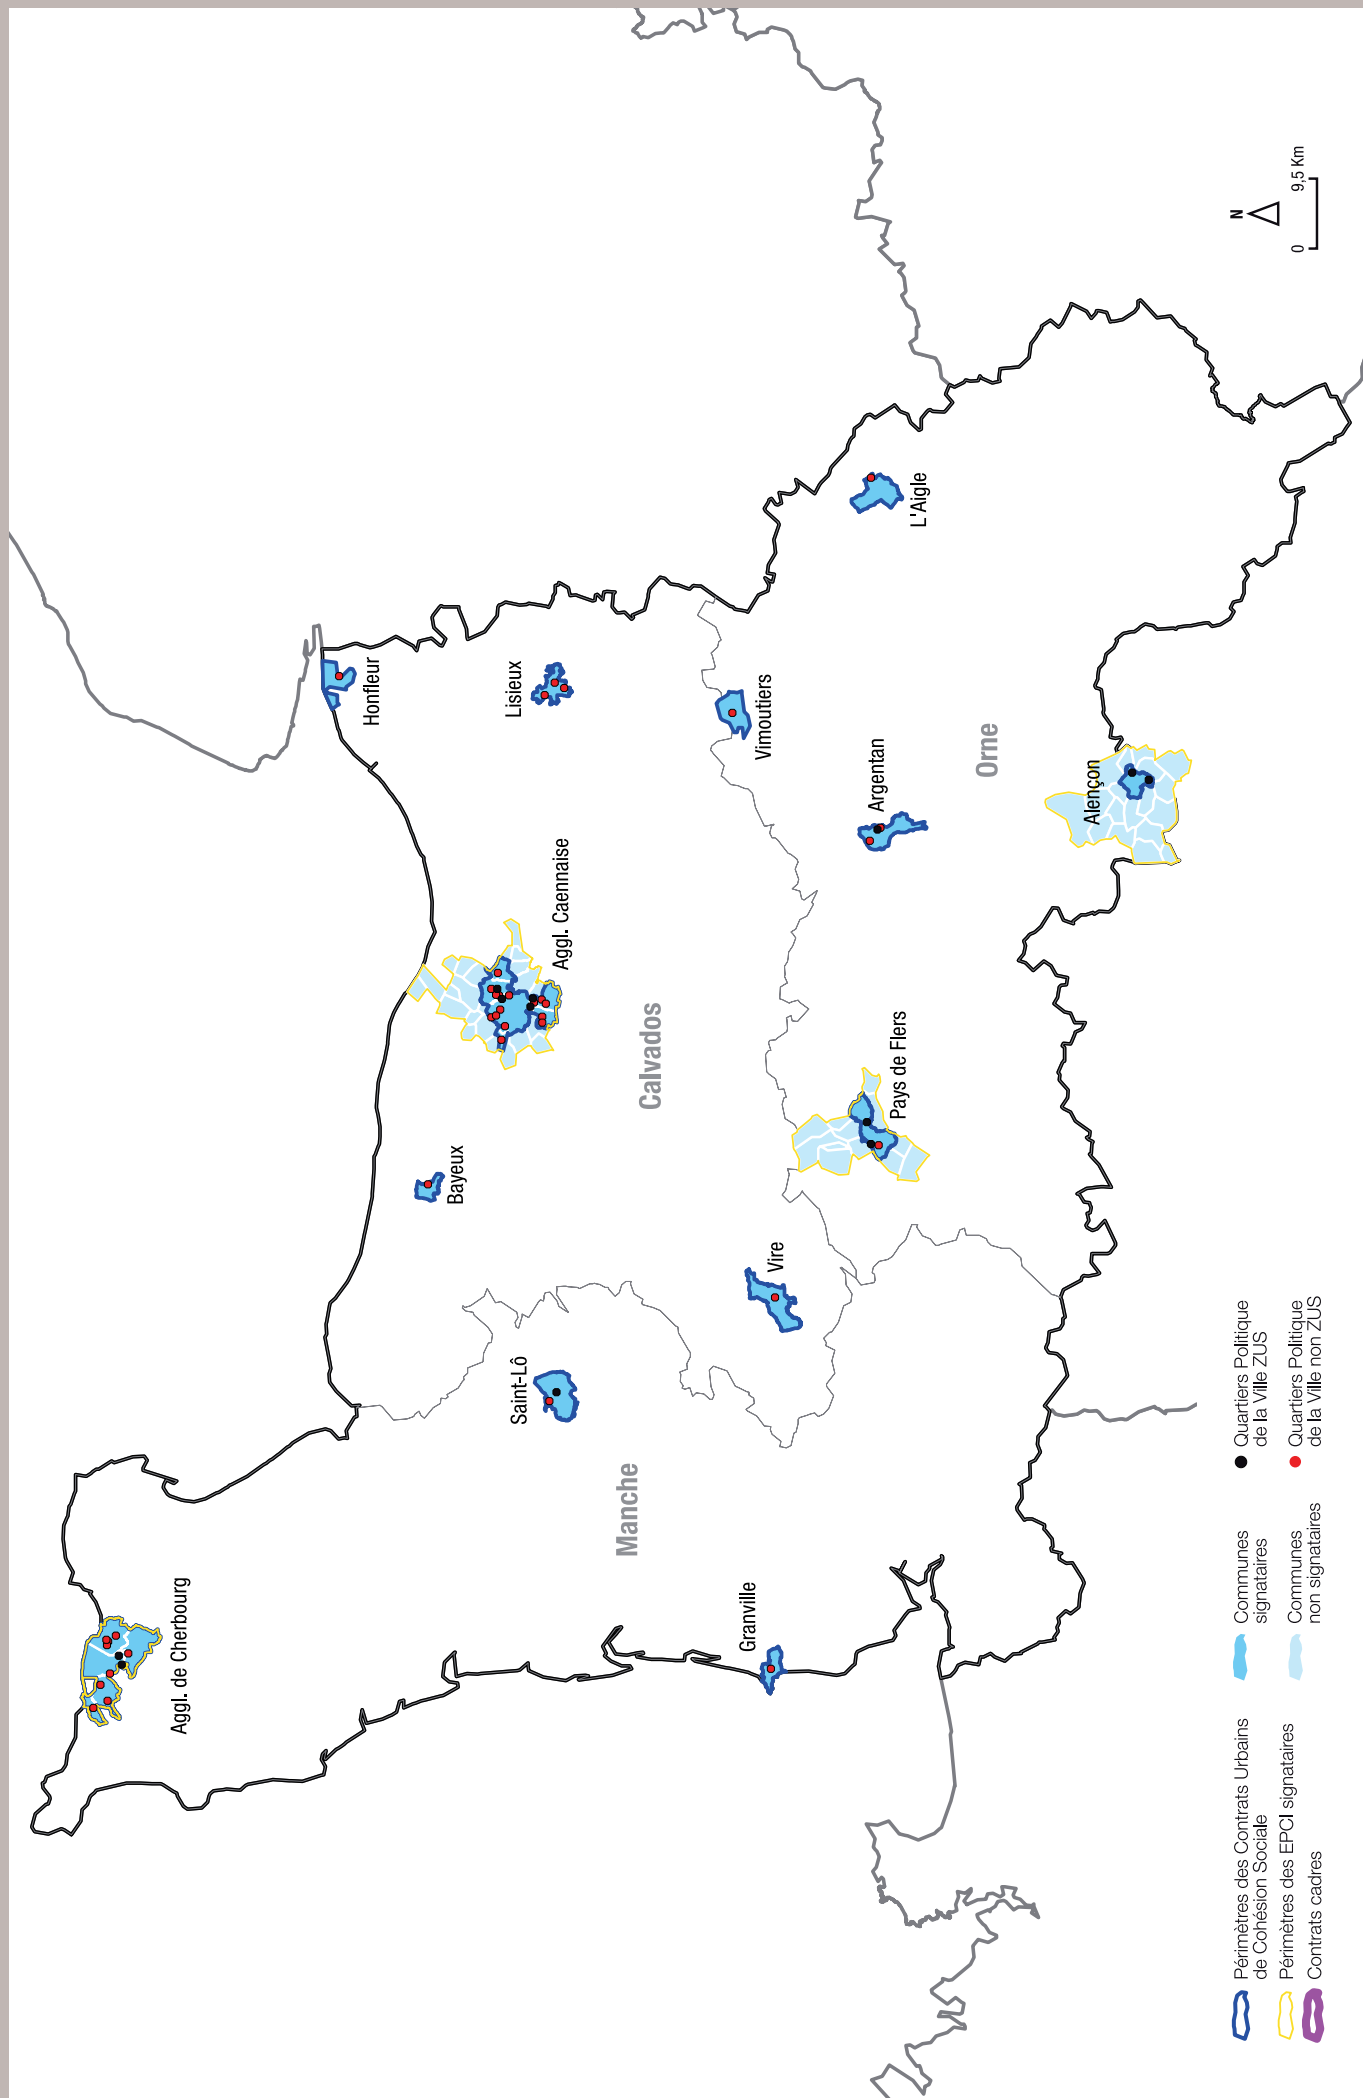 Aggl. de Cherbourg
Honfleur
Bayeux
Aggl. Caennaise
Lisieux
Saint-Lô
Manche
Calvados
Granville
Vire
Vimoutiers
Pays de Flers
Argentan
L'Aigle
Orne
Alençon
N
0
9,5 Km
Périmètres des Contrats Urbains
de Cohésion Sociale
Périmètres des EPCI signataires
Contrats cadres
Communes
signataires
Communes
non signataires
Quartiers Politique
de la Ville ZUS
Quartiers Politique
de la Ville non ZUS